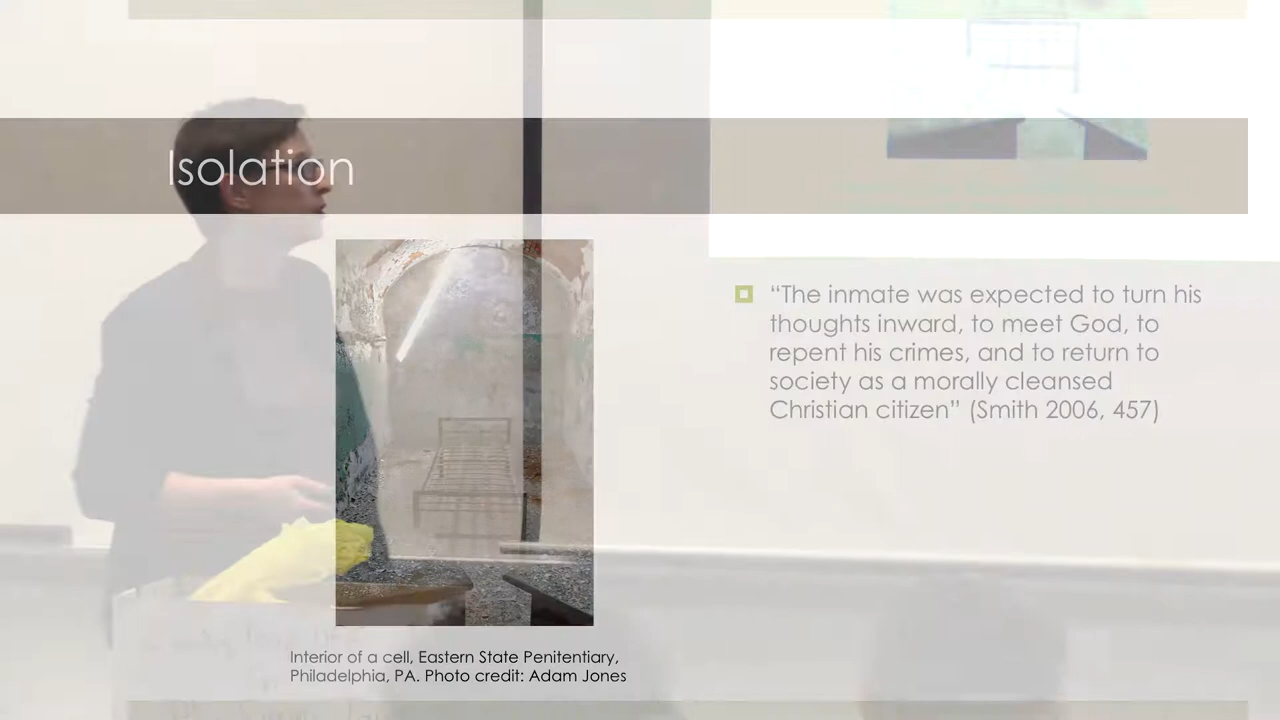 Isolation
“The inmate was expected to turn his
thoughts inward, to meet God, to
repent his crimes, and to return to
society as a morally cleansed
Christian citizen” (Smith 2006, 457)
Interior of a cell, Eastern State Penitentiary,
Philadelphia, PA. Photo credit: Adam Jones